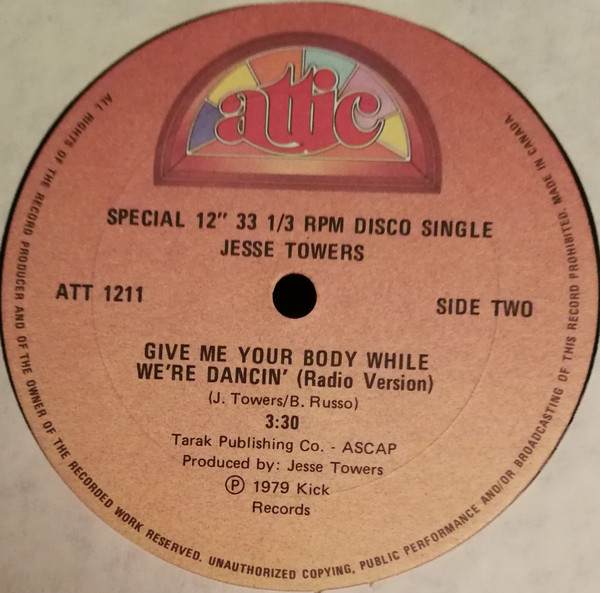 attic
SPECIAL 12" 33 1/3 RPM DISCO SINGLE
JESSE TOWERS
ATT 1211
SIDE TWO
GIVE ME YOUR BODY WHILE
WE'RE DANCIN' (Radio Version)
(J. Towers/B. Russo)
3:30
Tarak Publishing Co. - ASCAP
Produced by: Jesse Towers
Ⓟ 1979 Kick
Records
ALL RIGHTS OF THE RECORD PRODUCER AND OF THE OWNER OF THE RECORDED WORK RESERVED. UNAUTHORIZED COPYING, PUBLIC PERFORMANCE AND/OR BROADCASTING OF THIS RECORD PROHIBITED. MADE IN CANADA.